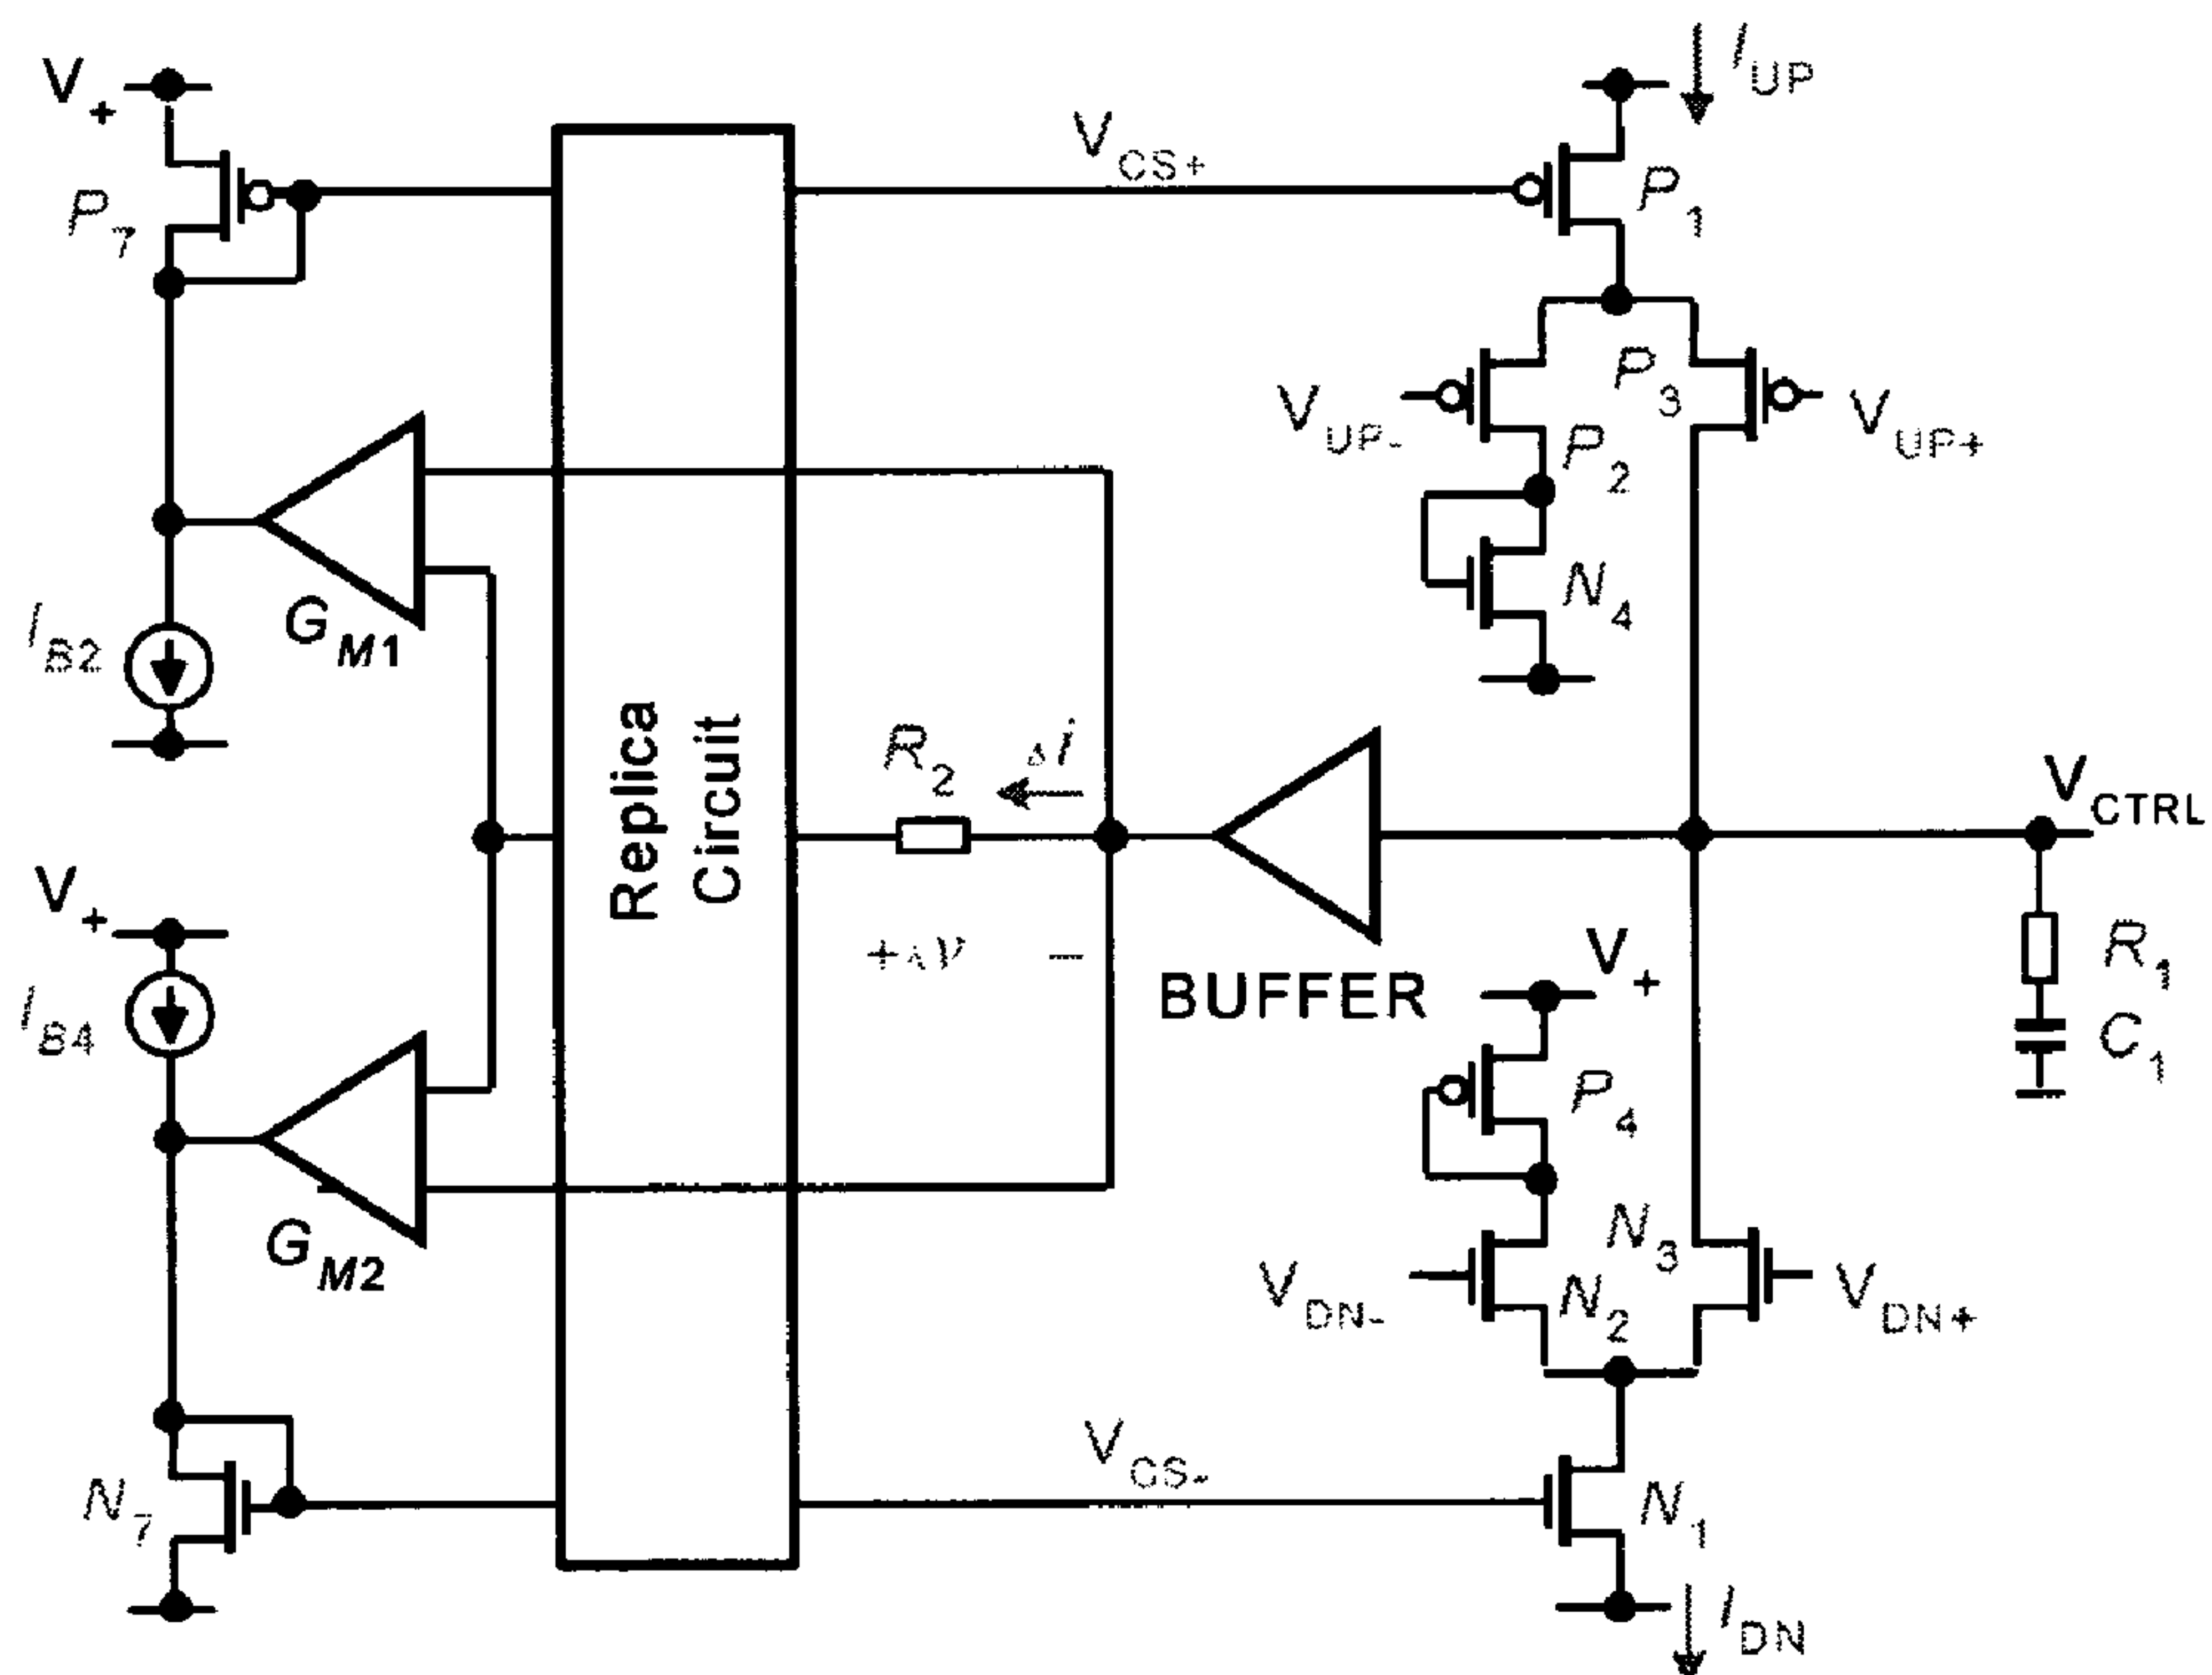 V+
P7
GM1
IB2
V+
IB4
GM2
N7
Replica
Circuit
VCS+
IUP
P1
VUP-
P2
P3
VUP+
N4
R2
Δi
+Δv −
BUFFER
VCTRL
R1
C1
V+
P4
N3
VDN-
N2
VDN+
VCS-
N1
IDN